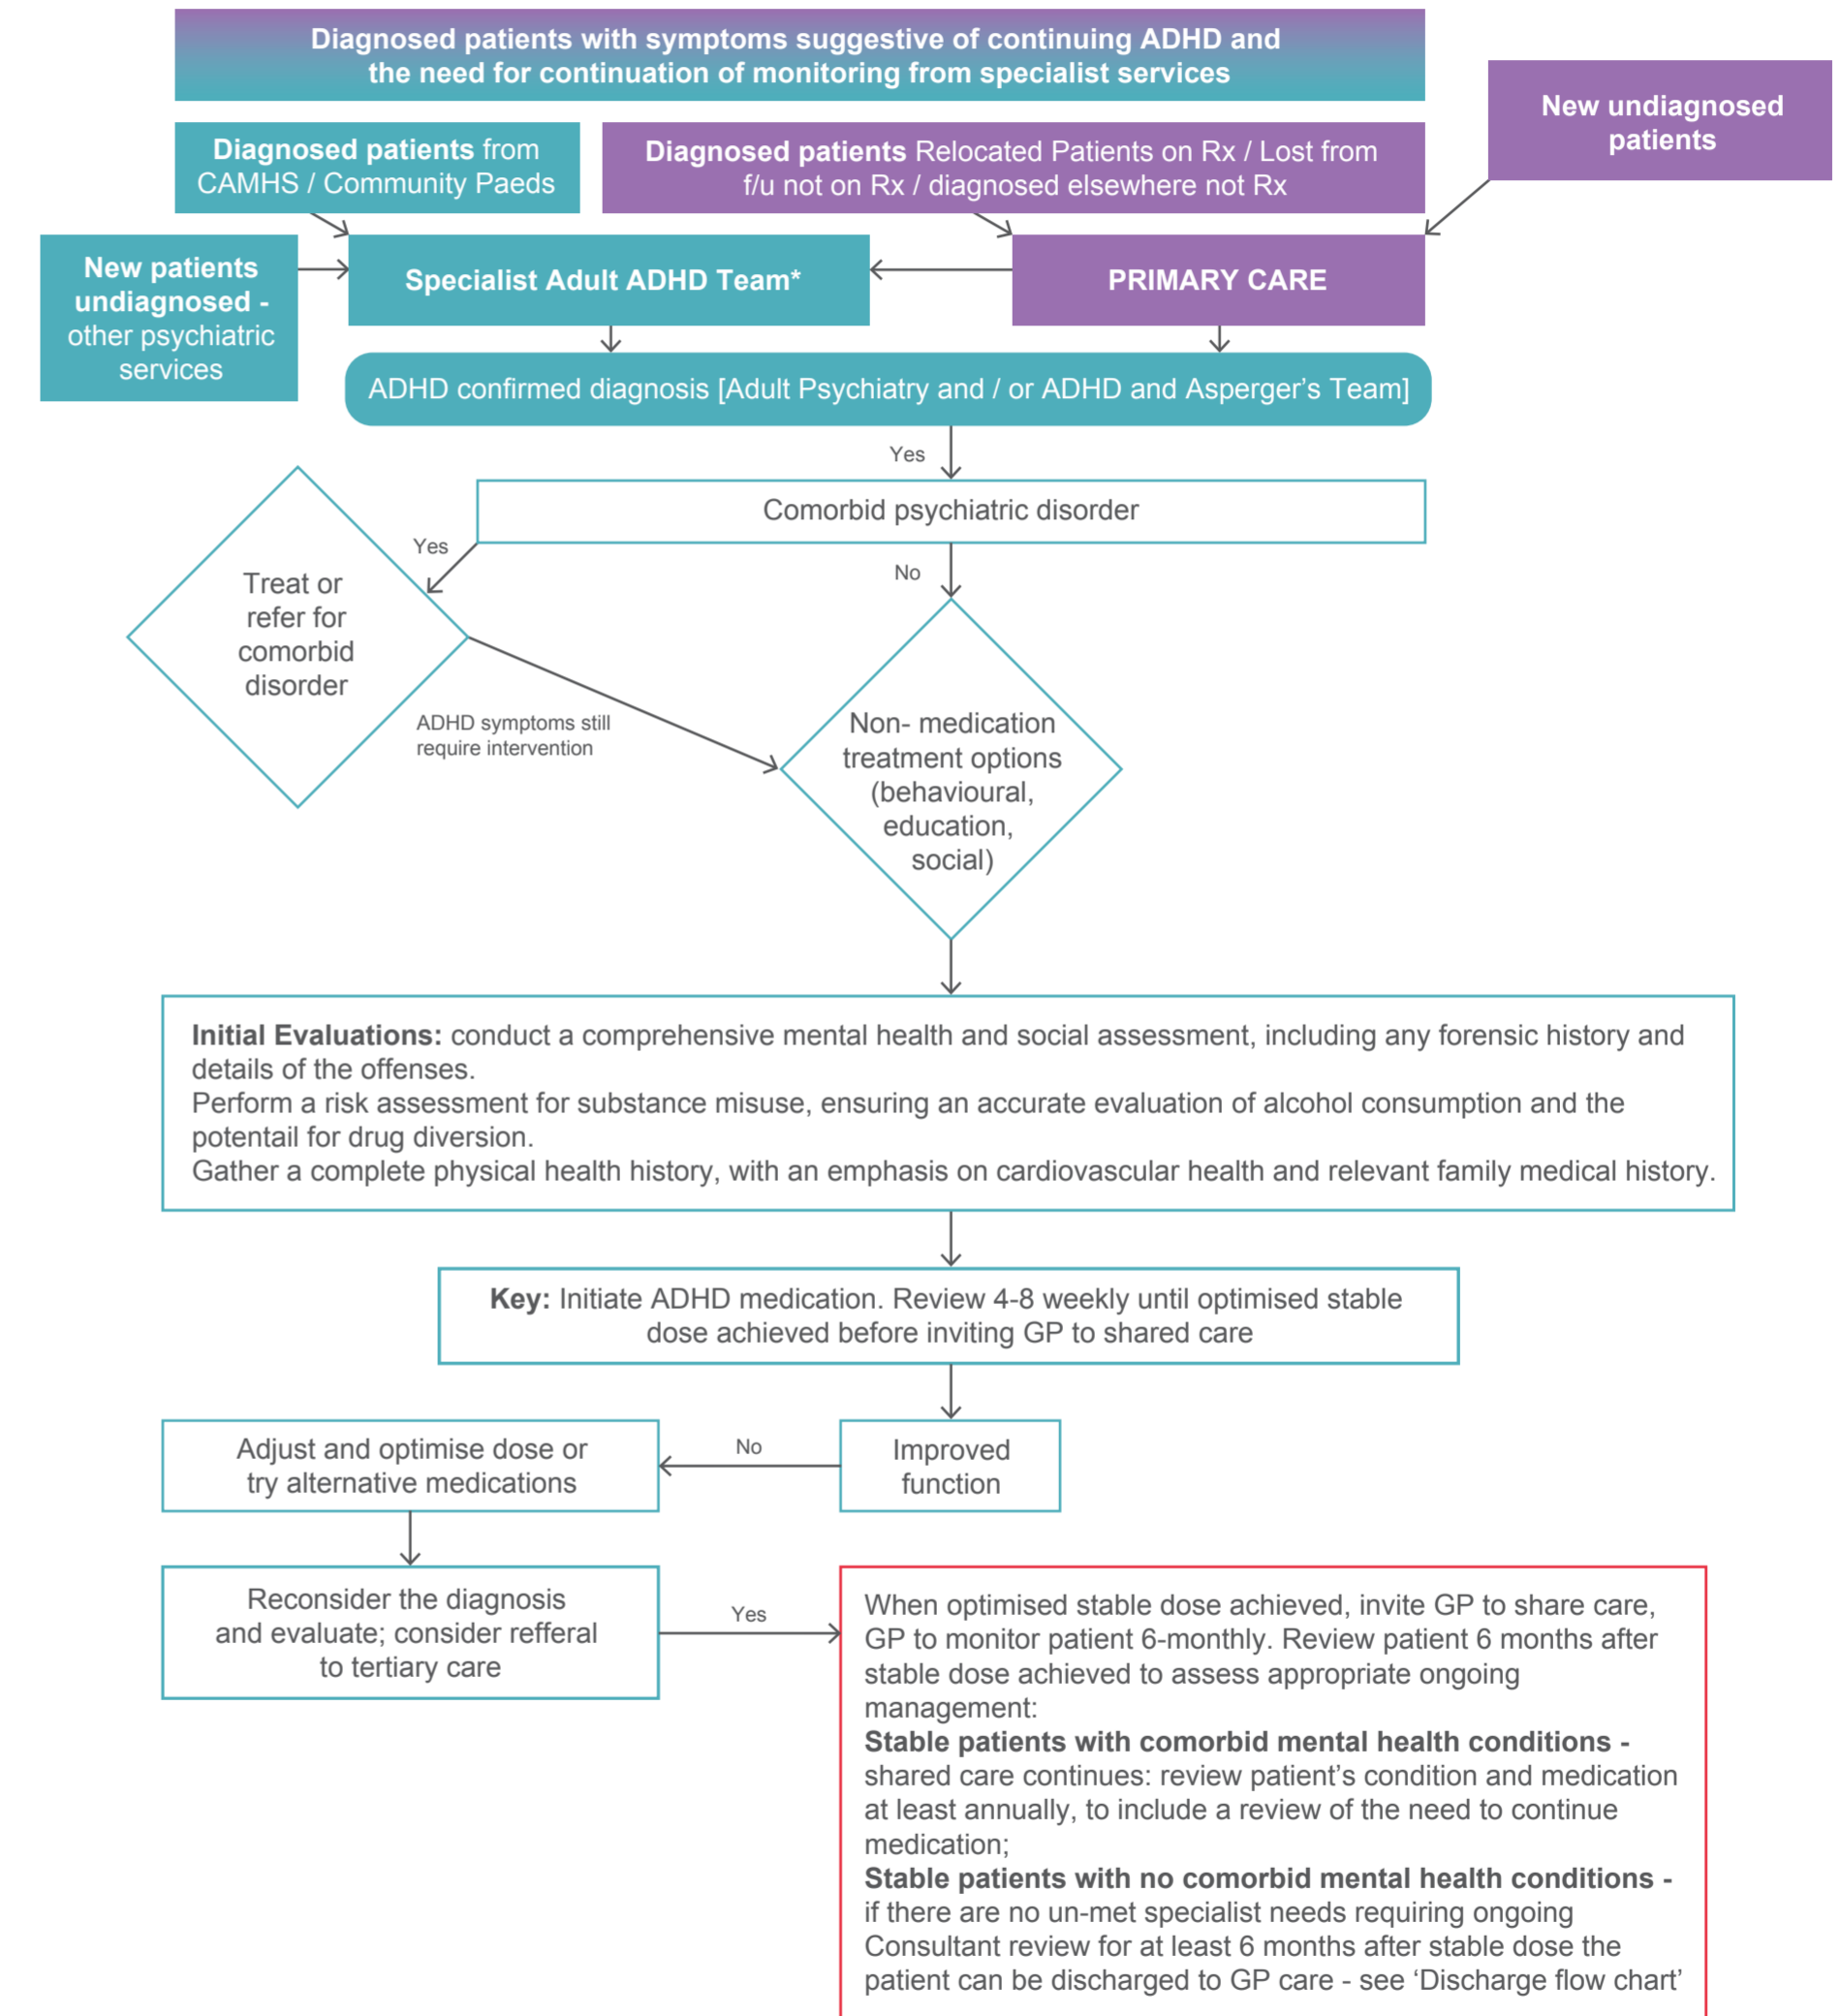 Diagnosed patients with symptoms suggestive of continuing ADHD and
the need for continuation of monitoring from specialist services
New undiagnosed
patients
Diagnosed patients from
CAMHS / Community Paeds
Diagnosed patients Relocated Patients on Rx / Lost from
f/u not on Rx / diagnosed elsewhere not Rx
New patients
undiagnosed -
other psychiatric
services
Specialist Adult ADHD Team*
PRIMARY CARE
ADHD confirmed diagnosis [Adult Psychiatry and / or ADHD and Asperger’s Team]
Yes
Comorbid psychiatric disorder
Yes
No
Treat or
refer for
comorbid
disorder
ADHD symptoms still
require intervention
Non- medication
treatment options
(behavioural,
education,
social)
Initial Evaluations: conduct a comprehensive mental health and social assessment, including any forensic history and
details of the offenses.
Perform a risk assessment for substance misuse, ensuring an accurate evaluation of alcohol consumption and the
potentail for drug diversion.
Gather a complete physical health history, with an emphasis on cardiovascular health and relevant family medical history.
Key: Initiate ADHD medication. Review 4-8 weekly until optimised stable
dose achieved before inviting GP to shared care
Adjust and optimise dose or
try alternative medications
No
Improved
function
Reconsider the diagnosis
and evaluate; consider refferal
to tertiary care
Yes
When optimised stable dose achieved, invite GP to share care,
GP to monitor patient 6-monthly. Review patient 6 months after
stable dose achieved to assess appropriate ongoing
management:
Stable patients with comorbid mental health conditions -
shared care continues: review patient’s condition and medication
at least annually, to include a review of the need to continue
medication;
Stable patients with no comorbid mental health conditions -
if there are no un-met specialist needs requiring ongoing
Consultant review for at least 6 months after stable dose the
patient can be discharged to GP care - see ‘Discharge flow chart’